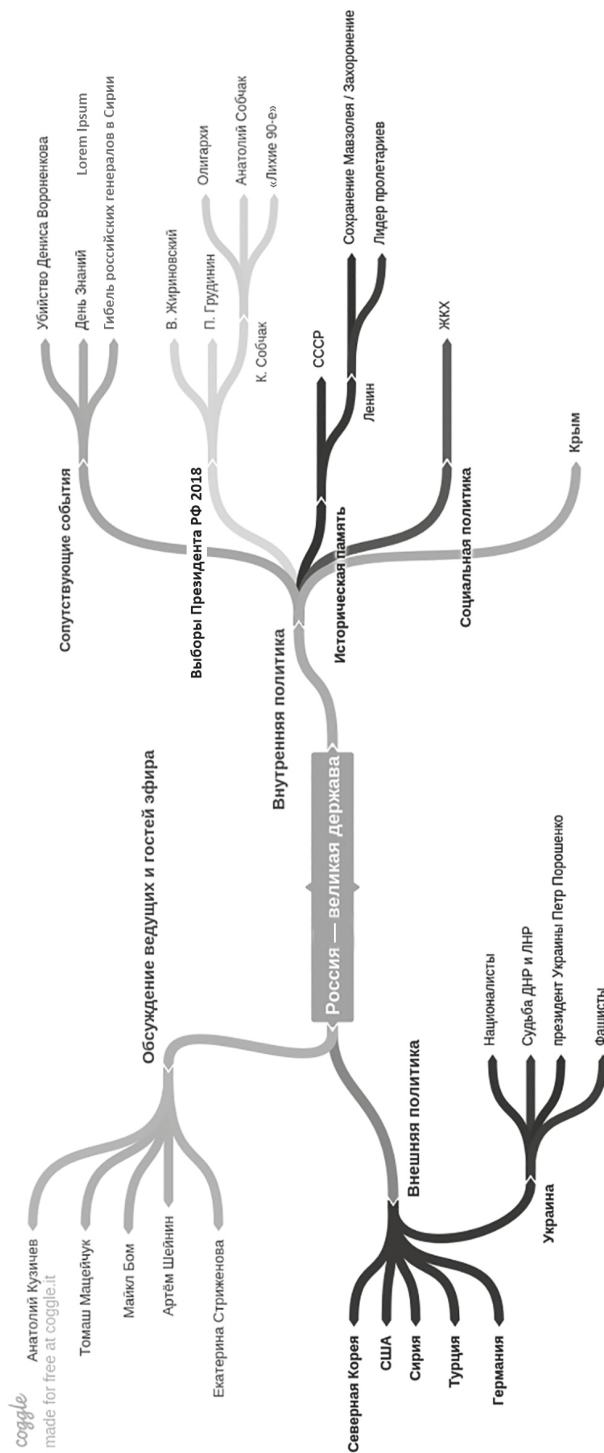 coggle
made for free at coggle.it
Россия — великая держава
Обсуждение ведущих и гостей эфира
Анатолий Кузичев
Томаш Мацейчук
Майкл Бом
Артём Шейнин
Екатерина Стриженова
Внешняя политика
Северная Корея
США
Сирия
Турция
Германия
Украина
Националисты
Судьба ДНР и ЛНР
президент Украины Петр Порошенко
Фашисты
Внутренняя политика
Сопутствующие события
Убийство Дениса Вороненкова
День Знаний
Lorem Ipsum
Гибель российских генералов в Сирии
Выборы Президента РФ 2018
В. Жириновский
П. Грудинин
К. Собчак
Олигархи
Анатолий Собчак
«Лихие 90-е»
Историческая память
СССР
Ленин
Сохранение Мавзолея / Захоронение
Лидер пролетариев
Социальная политика
ЖКХ
Крым